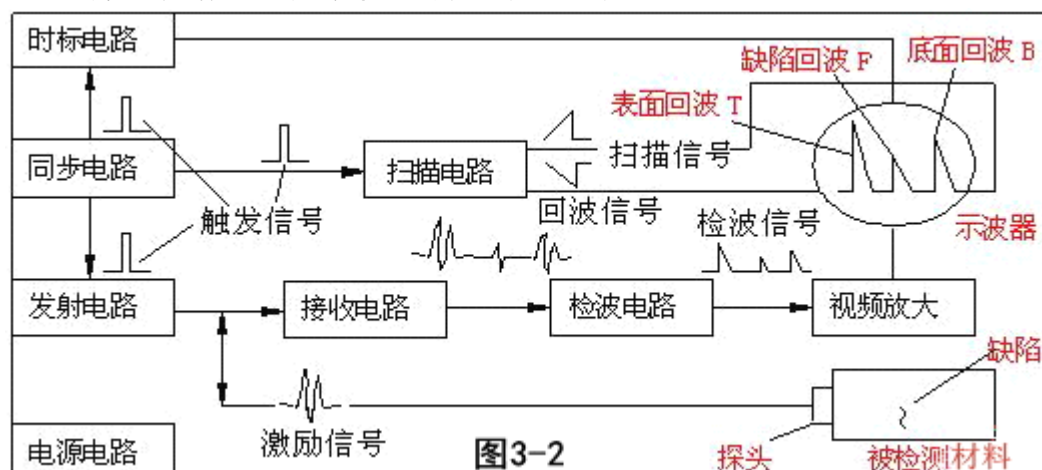 时标电路
缺陷回波 F
底面回波 B
表面回波 T
同步电路
扫描电路
扫描信号
触发信号
回波信号
检波信号
示波器
发射电路
接收电路
检波电路
视频放大
缺陷
激励信号
电源电路
图3-2
探头
被检测材料